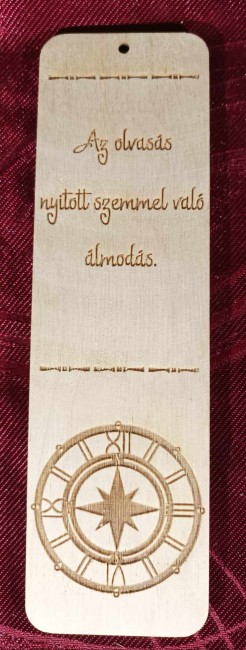 Az olvasás
nyitott szemmel való
álmodás.